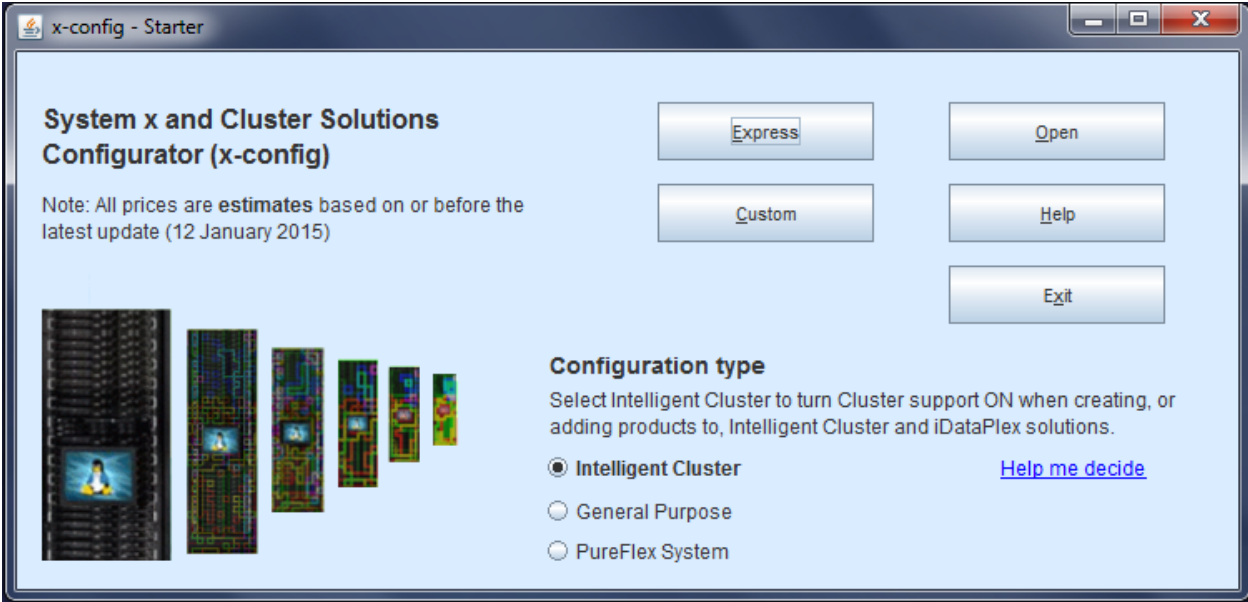 x-config - Starter
System x and Cluster Solutions
Configurator (x-config)
Note: All prices are estimates based on or before the
latest update (12 January 2015)
Express
Open
Custom
Help
Exit
Configuration type
Select Intelligent Cluster to turn Cluster support ON when creating, or
adding products to, Intelligent Cluster and iDataPlex solutions.
Intelligent Cluster
Help me decide
General Purpose
PureFlex System